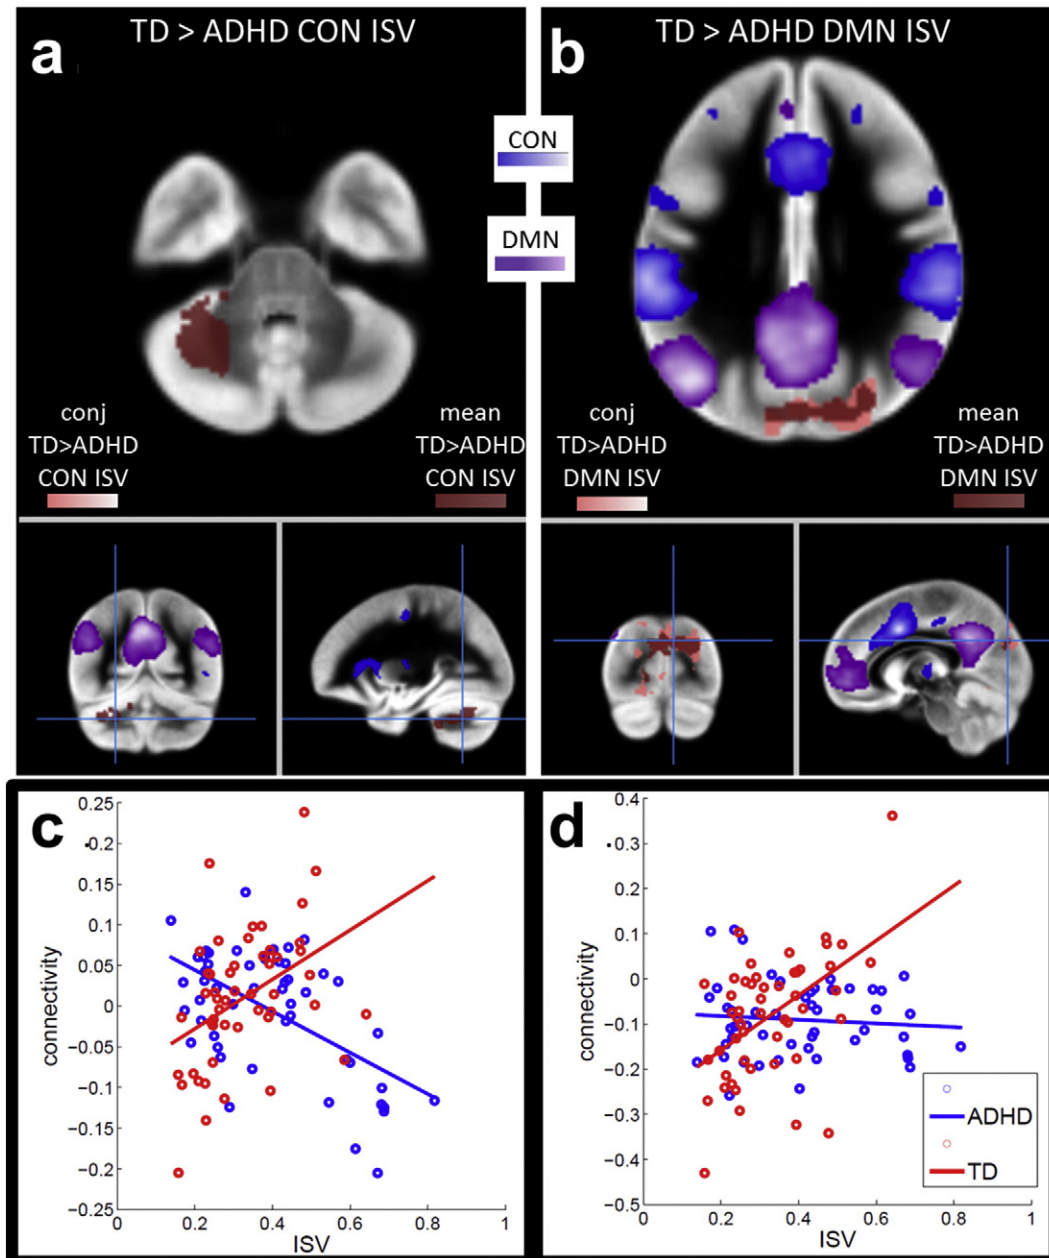 a
TD > ADHD CON ISV
b
TD > ADHD DMN ISV
CON
DMN
conj
TD>ADHD
CON ISV
mean
TD>ADHD
CON ISV
conj
TD>ADHD
DMN ISV
mean
TD>ADHD
DMN ISV
c
connectivity
0.25
0.2
0.15
0.1
0.05
0
−0.05
−0.1
−0.15
−0.2
−0.25
0
0.2
0.4
0.6
0.8
1
ISV
d
connectivity
0.4
0.3
0.2
0.1
0
−0.1
−0.2
−0.3
−0.4
−0.5
0
0.2
0.4
0.6
0.8
1
ISV
ADHD
TD